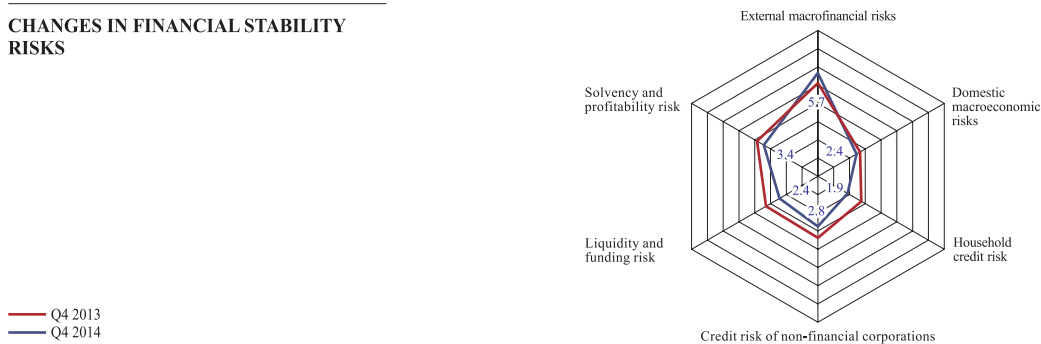 CHANGES IN FINANCIAL STABILITY
RISKS
External macrofinancial risks
Solvency and
profitability risk
Domestic
macroeconomic
risks
5.7
3.4
2.4
2.4
1.9
2.8
Liquidity and
funding risk
Household
credit risk
Credit risk of non-financial corporations
Q4 2013
Q4 2014